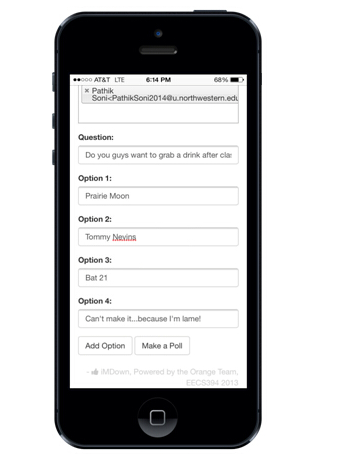 AT&T LTE 6:14 PM 68%
× Pathik
Soni<PathikSoni2014@u.northwestern.edu
Question:
Do you guys want to grab a drink after clas
Option 1:
Prairie Moon
Option 2:
Tommy Nevins
Option 3:
Bat 21
Option 4:
Can't make it...because I'm lame!
Add Option Make a Poll
- iMDown, Powered by the Orange Team,
EECS394 2013